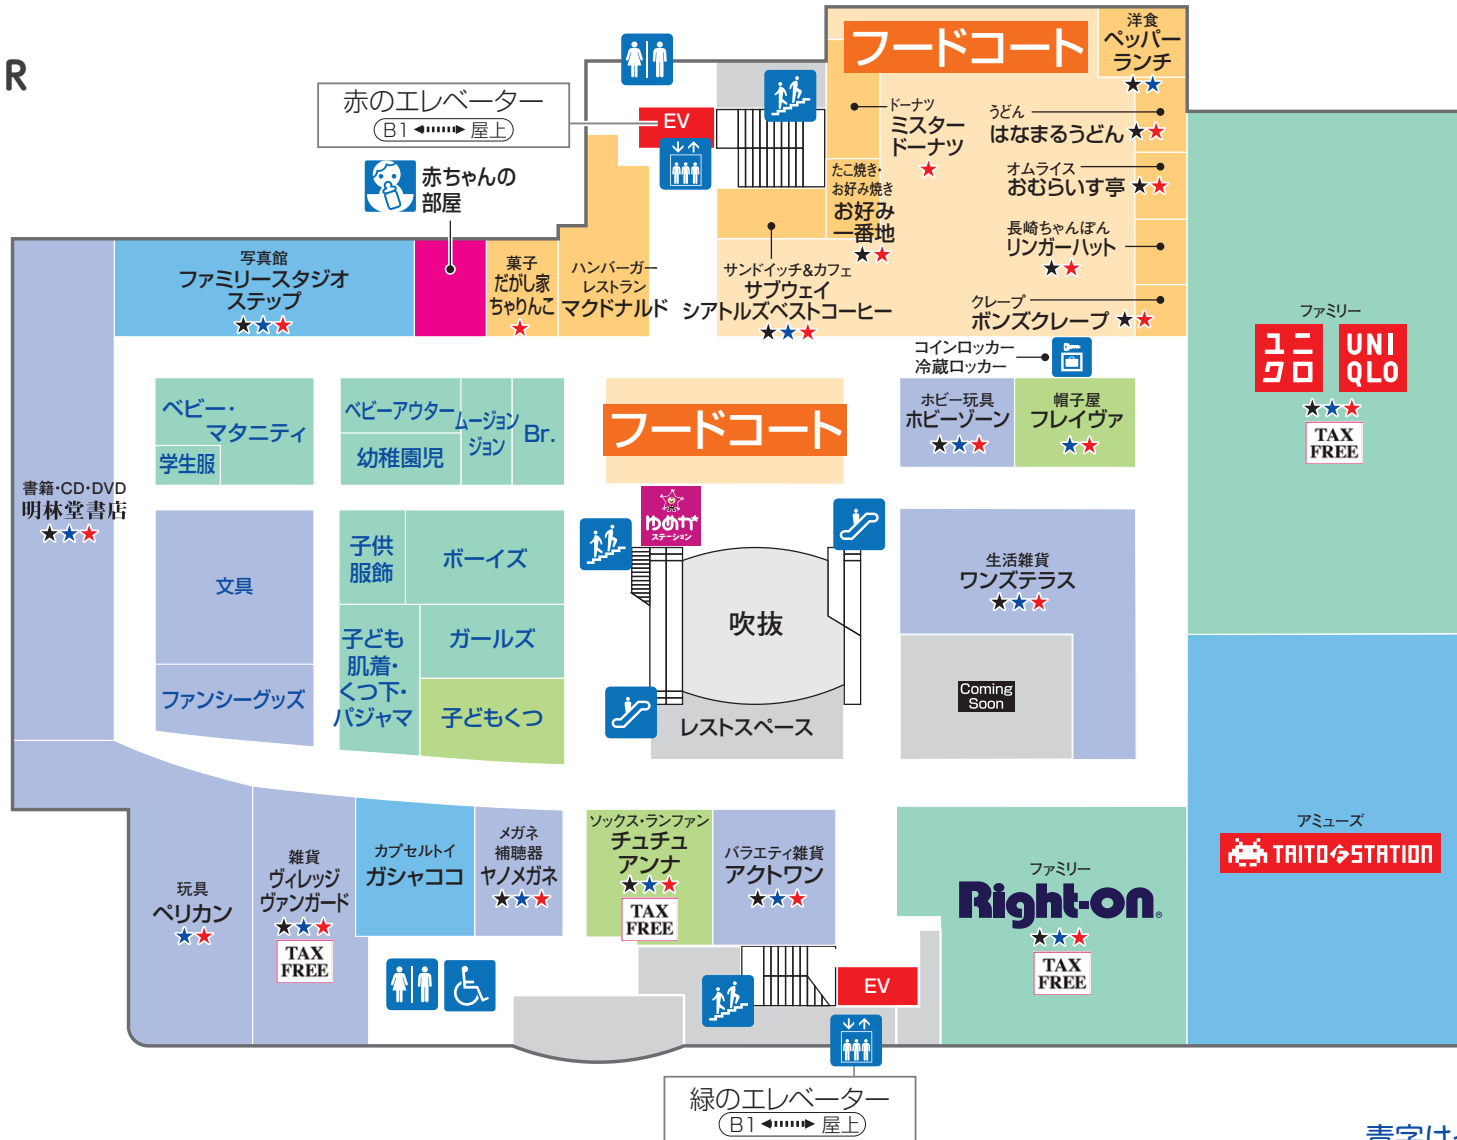 R
赤のエレベーター
B1 屋上
EV
赤ちゃんの
部屋
フードコート
洋食
ペッパー
ランチ
ドーナツ
ミスター
ドーナツ
うどん
はなまるうどん
オムライス
おむらいす亭
たこ焼き・
お好み焼き
お好み
一番地
長崎ちゃんぽん
リンガーハット
クレープ
ボンズクレープ
写真館
ファミリースタジオ
ステップ
菓子
だがし家
ちゃりんこ
ハンバーガー
レストラン
マクドナルド
サンドイッチ&カフェ
サブウェイ
シアトルズベストコーヒー
コインロッカー
冷蔵ロッカー
ファミリー
ユニ
クロ
UNI
QLO
TAX
FREE
ベビー・
マタニティ
学生服
ベビーアウター
幼稚園児
ムージョン
ジョン
Br.
フードコート
ホビー玩具
ホビーゾーン
帽子屋
フレイヴァ
書籍・CD・DVD
明林堂書店
文具
ファンシーグッズ
子供
服飾
ボーイズ
子ども
肌着・
くつ下・
パジャマ
ガールズ
子どもくつ
ゆめか
ステーション
吹抜
レストスペース
生活雑貨
ワンズテラス
Coming
Soon
玩具
ペリカン
雑貨
ヴィレッジ
ヴァンガード
TAX
FREE
カプセルトイ
ガシャココ
メガネ
補聴器
ヤノメガネ
ソックス・ランファン
チュチュ
アンナ
TAX
FREE
バラエティ雑貨
アクトワン
ファミリー
Right-on.
TAX
FREE
アミューズ
TAITO STATION
EV
緑のエレベーター
B1 屋上